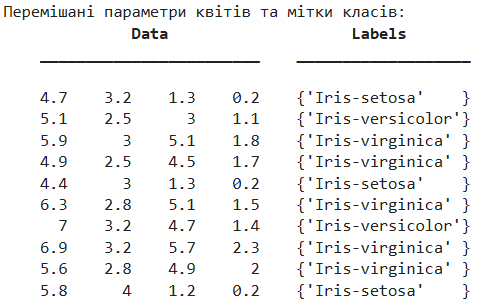 Перемішані параметри квітів та мітки класів:
Data Labels
4.7 3.2 1.3 0.2 {'Iris-setosa' }
5.1 2.5 3 1.1 {'Iris-versicolor'}
5.9 3 5.1 1.8 {'Iris-virginica' }
4.9 2.5 4.5 1.7 {'Iris-virginica' }
4.4 3 1.3 0.2 {'Iris-setosa' }
6.3 2.8 5.1 1.5 {'Iris-virginica' }
7 3.2 4.7 1.4 {'Iris-versicolor'}
6.9 3.2 5.7 2.3 {'Iris-virginica' }
5.6 2.8 4.9 2 {'Iris-virginica' }
5.8 4 1.2 0.2 {'Iris-setosa' }